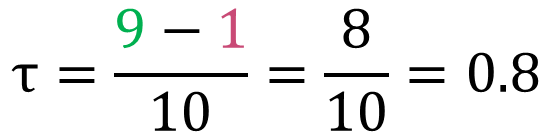 τ = (9 − 1)/10 = 8/10 = 0.8